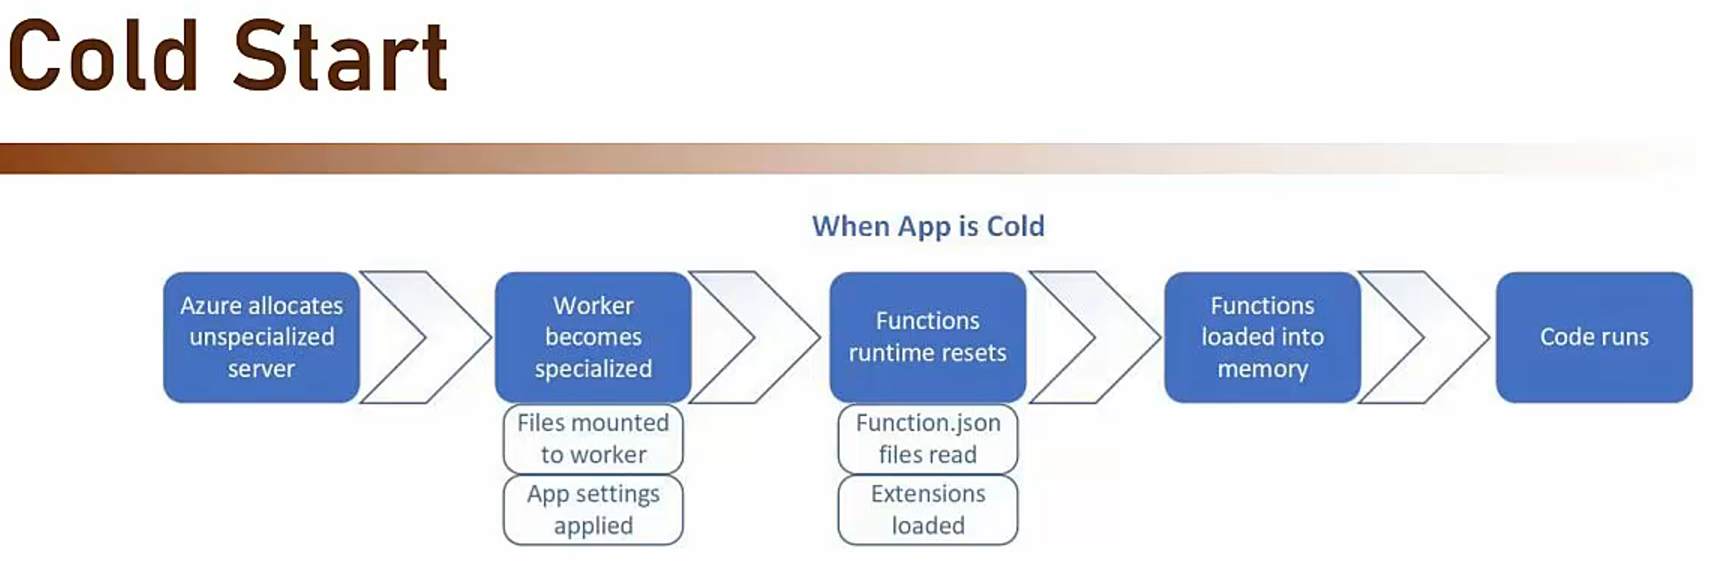 Cold Start
When App is Cold
Azure allocates
unspecialized
server
Worker
becomes
specialized
Files mounted
to worker
App settings
applied
Functions
runtime resets
Function.json
files read
Extensions
loaded
Functions
loaded into
memory
Code runs